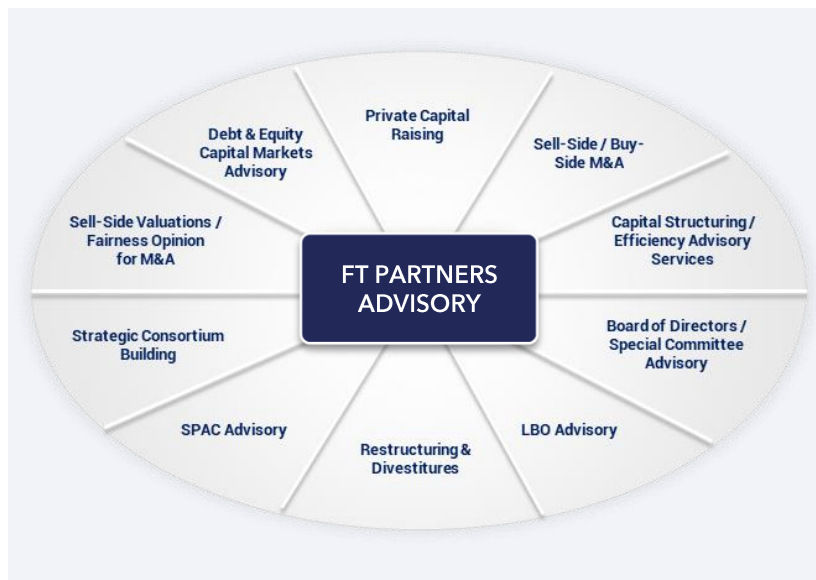 Private Capital
Raising
Sell-Side / Buy-
Side M&A
Capital Structuring /
Efficiency Advisory
Services
Board of Directors /
Special Committee
Advisory
LBO Advisory
Restructuring &
Divestitures
SPAC Advisory
Strategic Consortium
Building
Sell-Side Valuations /
Fairness Opinion
for M&A
Debt & Equity
Capital Markets
Advisory
FT PARTNERS
ADVISORY